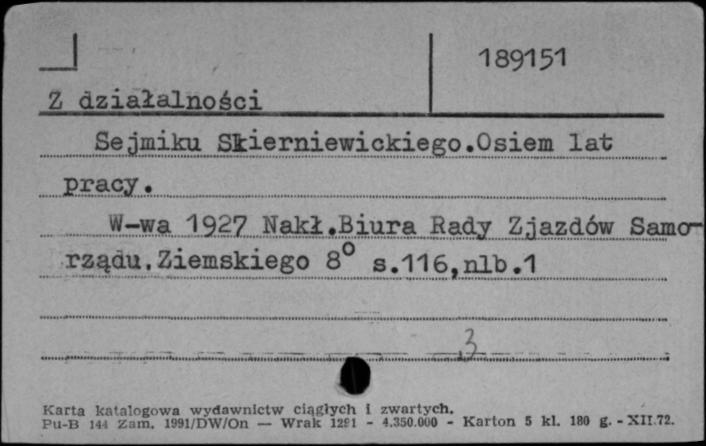 189151
Z działalności
Sejmiku Skierniewickiego.Osiem lat
pracy.
W-wa 1927 Nakł.Biura Rady Zjazdów Samo-
rządu.Ziemskiego 8° s.116,nlb.1
3
Karta katalogowa wydawnictw ciągłych i zwartych.
Pu-B 144 Zam. 1991/DW/On — Wrak 1291 - 4.350.000 - Karton 5 kl. 180 g. - XII.72.